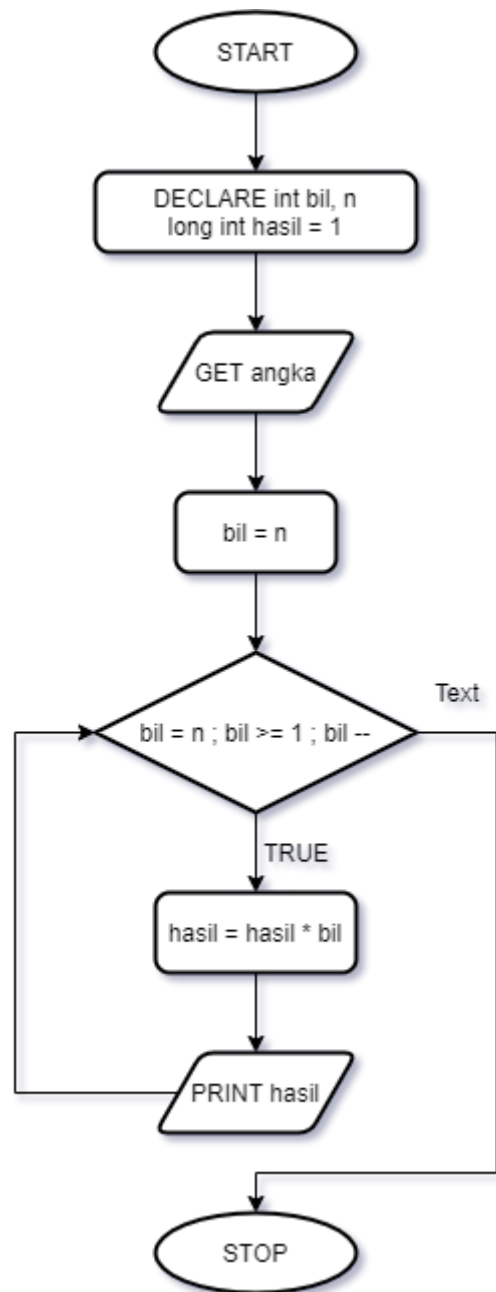 START
DECLARE int bil, n
long int hasil = 1
GET angka
bil = n
bil = n ; bil >= 1 ; bil --
Text
TRUE
hasil = hasil * bil
PRINT hasil
STOP